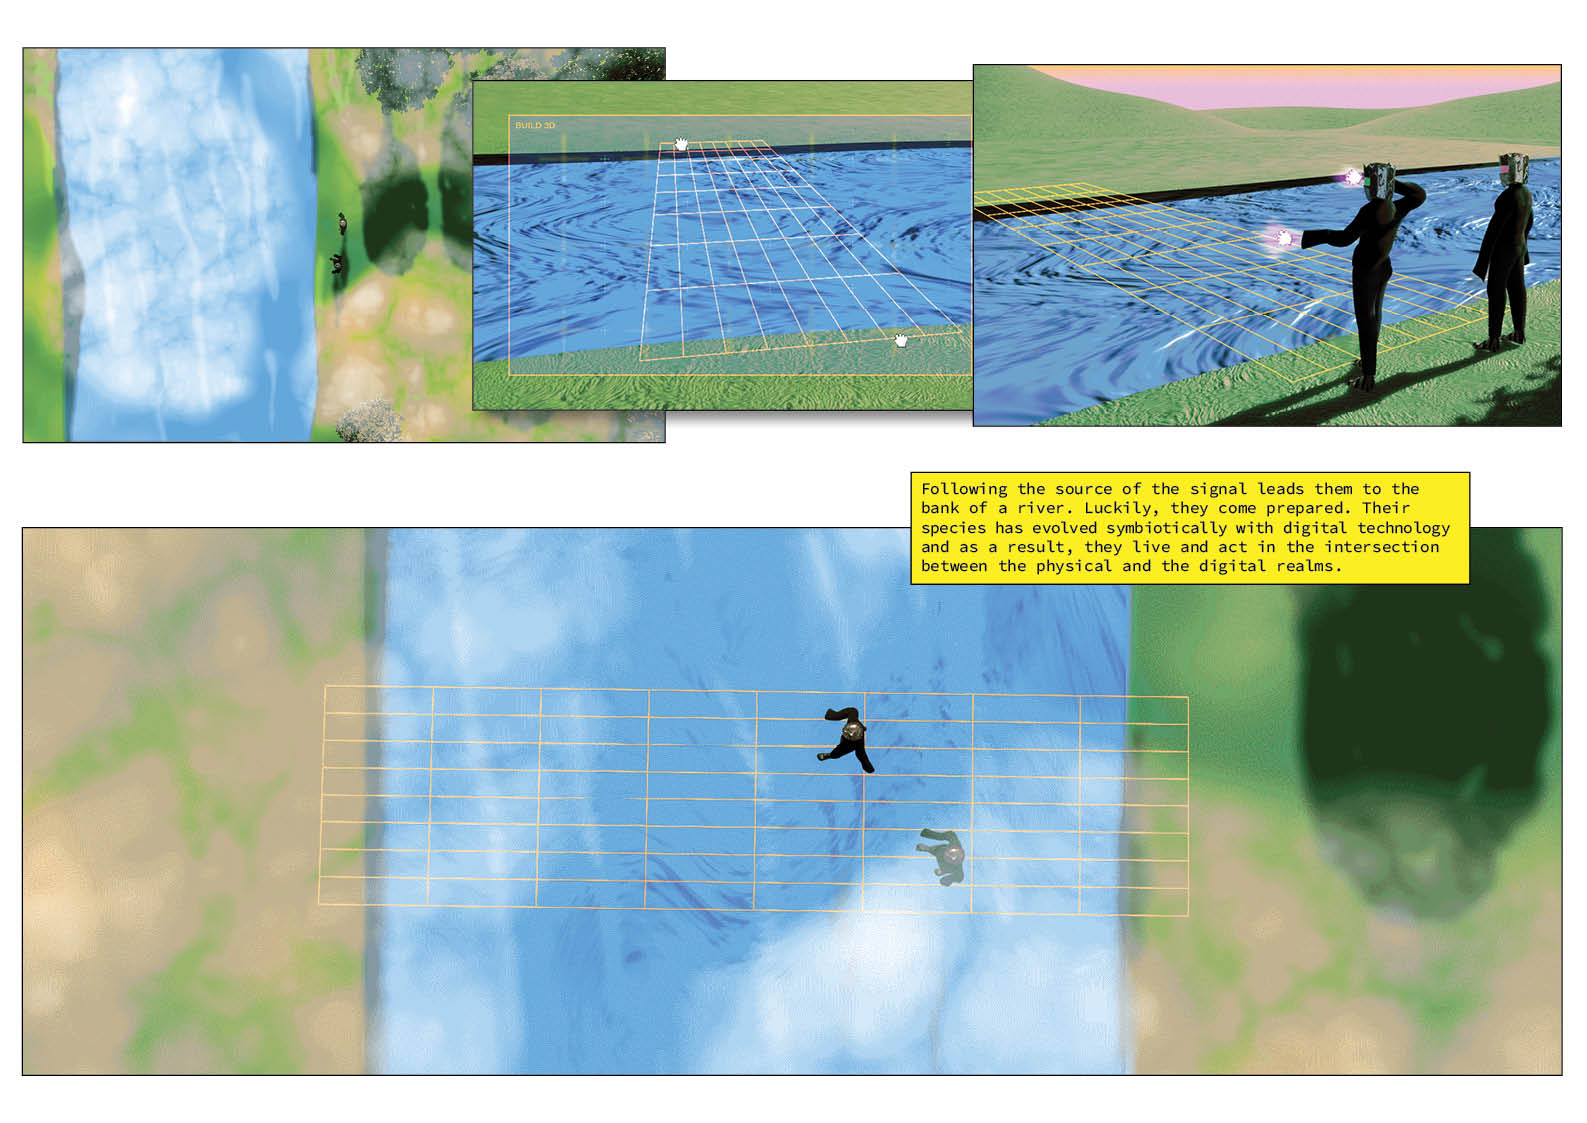 BUILD 3D
Following the source of the signal leads them to the
bank of a river. Luckily, they come prepared. Their
species has evolved symbiotically with digital technology
and as a result, they live and act in the intersection
between the physical and the digital realms.